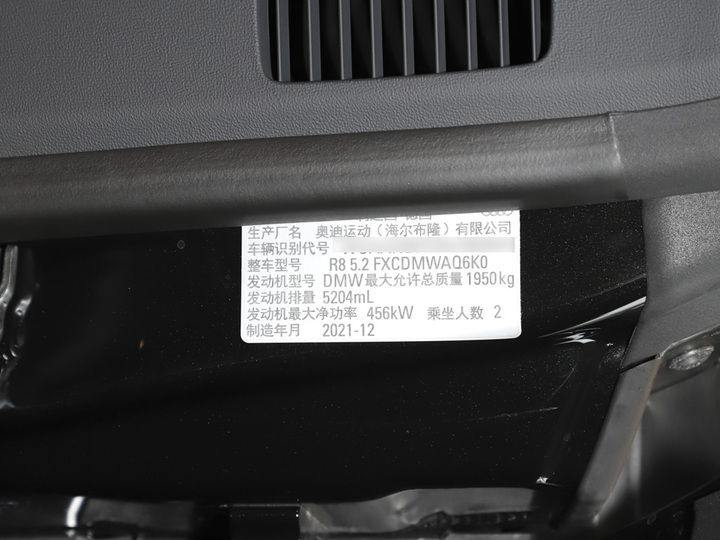 生产厂名 奥迪运动（海尔布隆）有限公司
车辆识别代号
整车型号 R8 5.2 FXCDMWAQ6K0
发动机型号 DMW 最大允许总质量 1950kg
发动机排量 5204mL
发动机最大净功率 456kW 乘坐人数 2
制造年月 2021-12